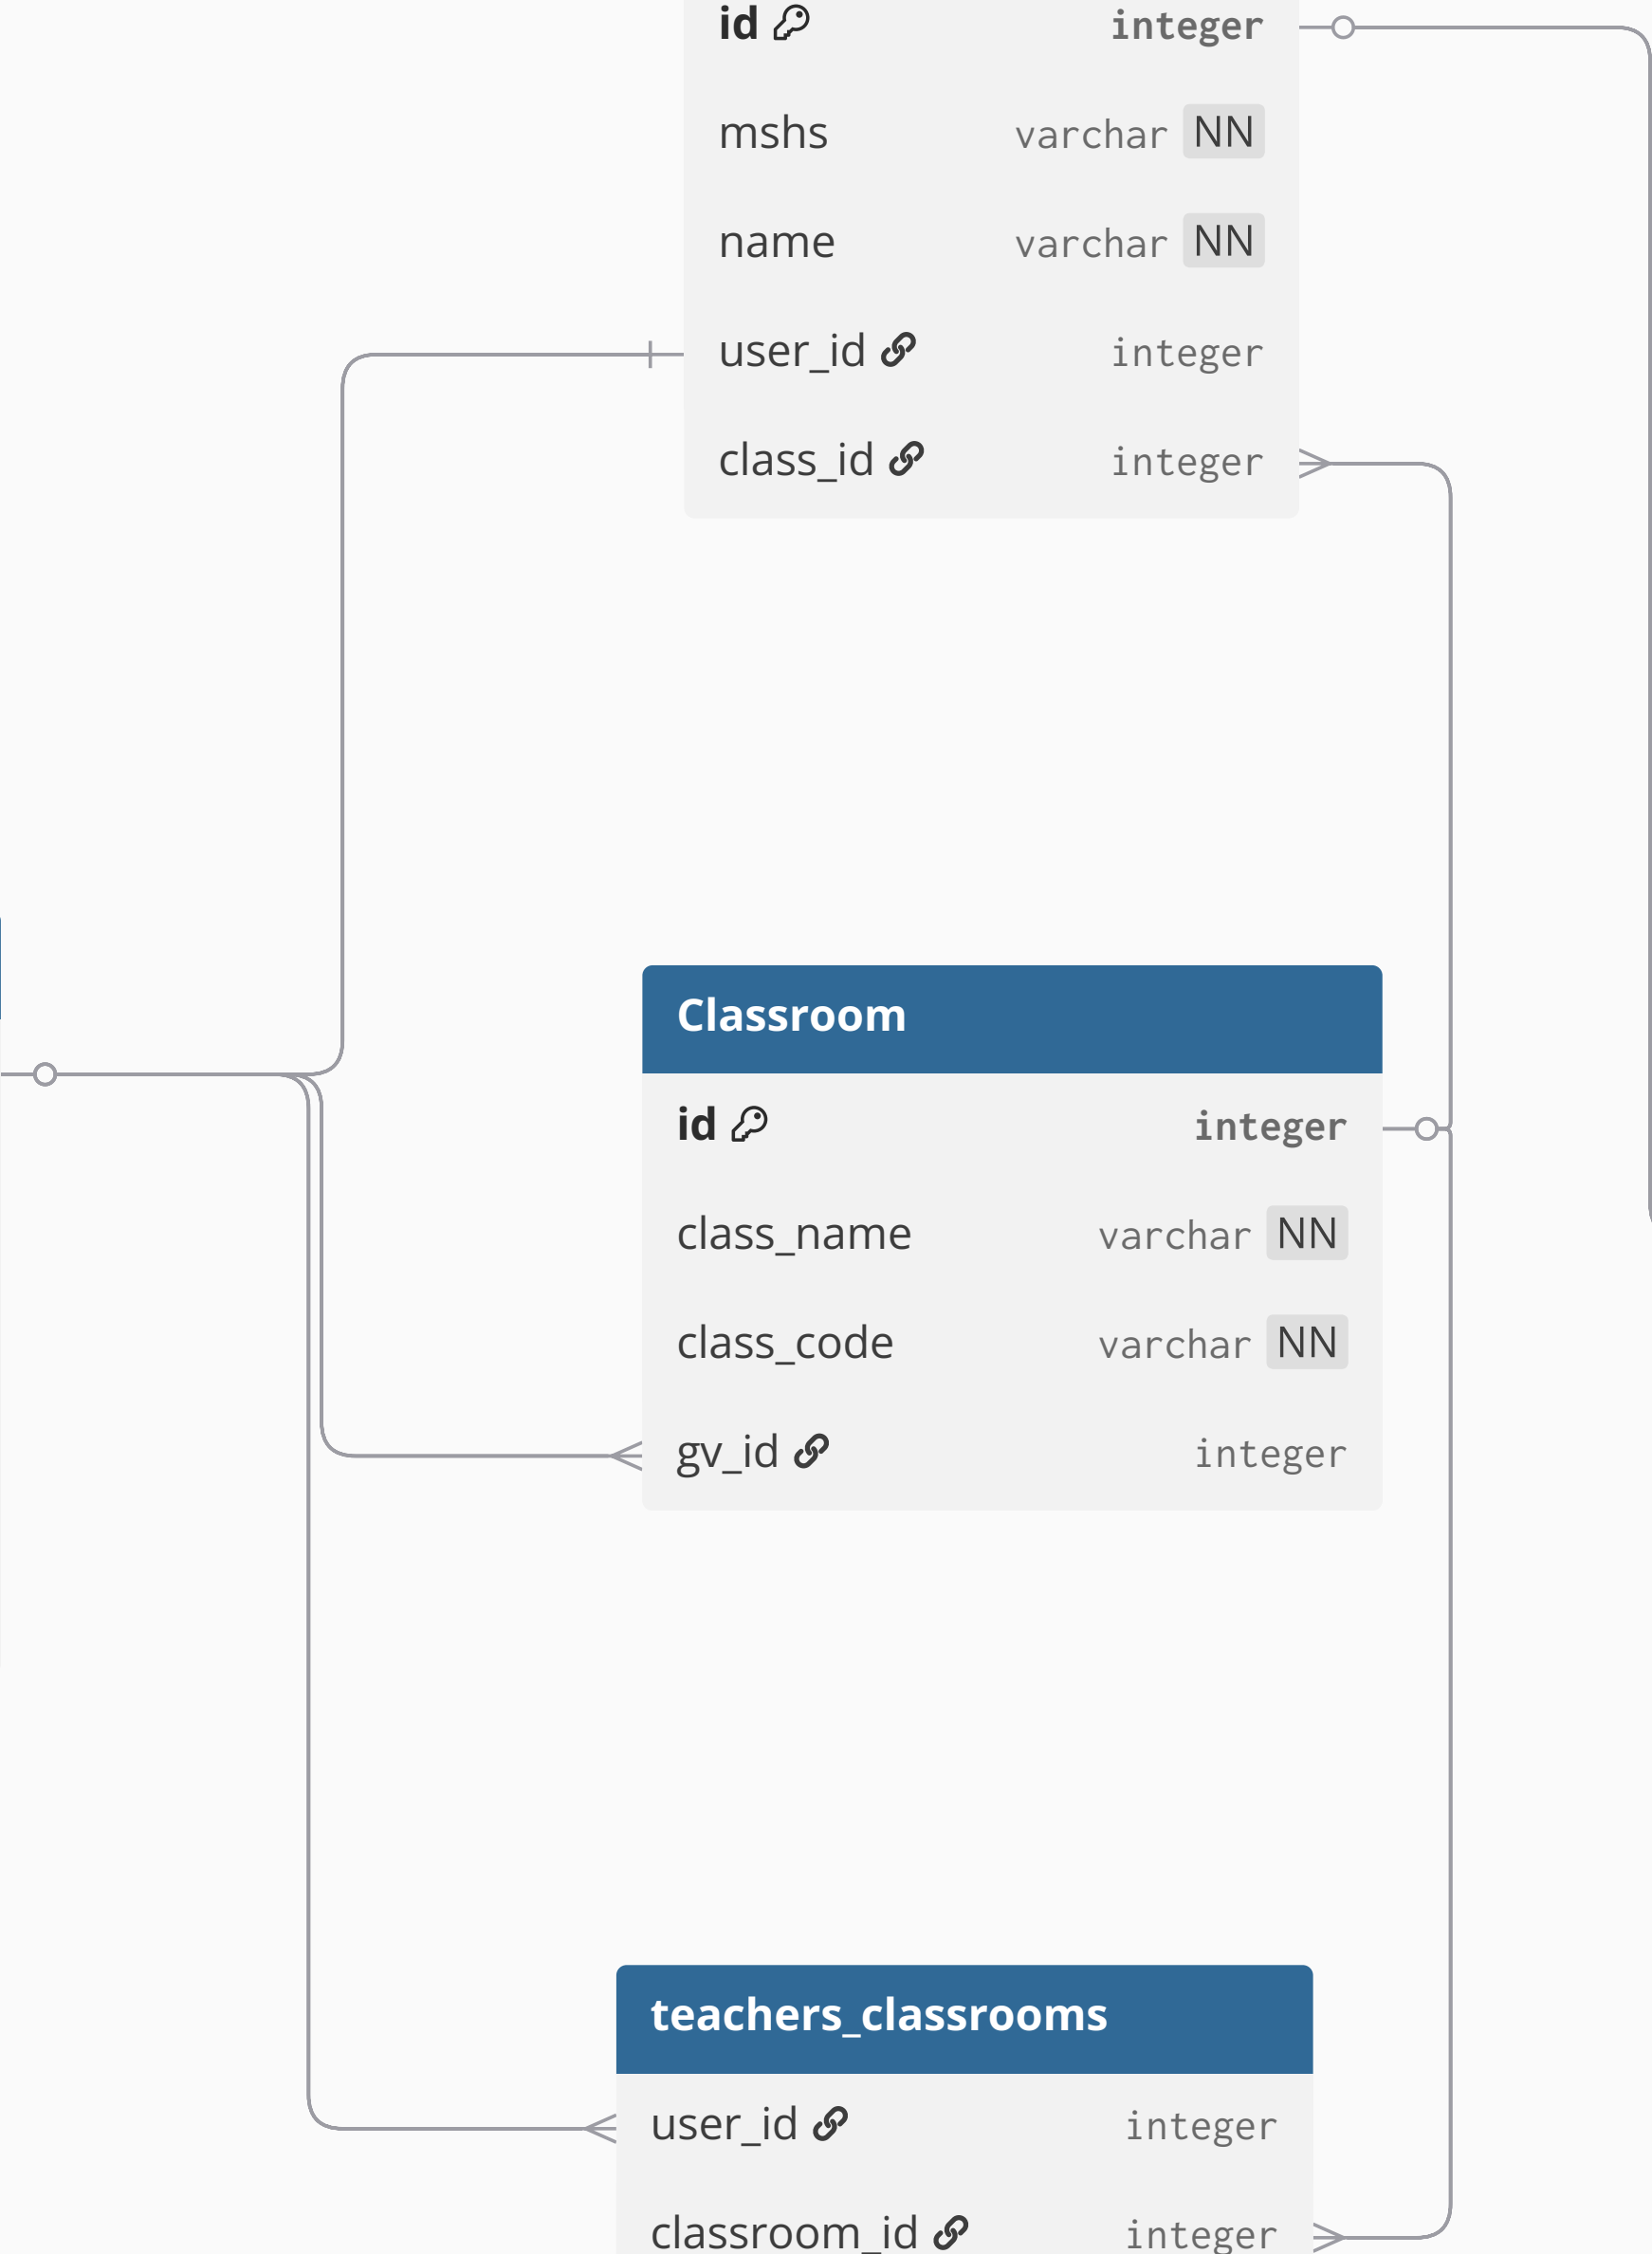 id integer
mshs varchar NN
name varchar NN
user_id integer
class_id integer
Classroom
id integer
class_name varchar NN
class_code varchar NN
gv_id integer
teachers_classrooms
user_id integer
classroom_id integer